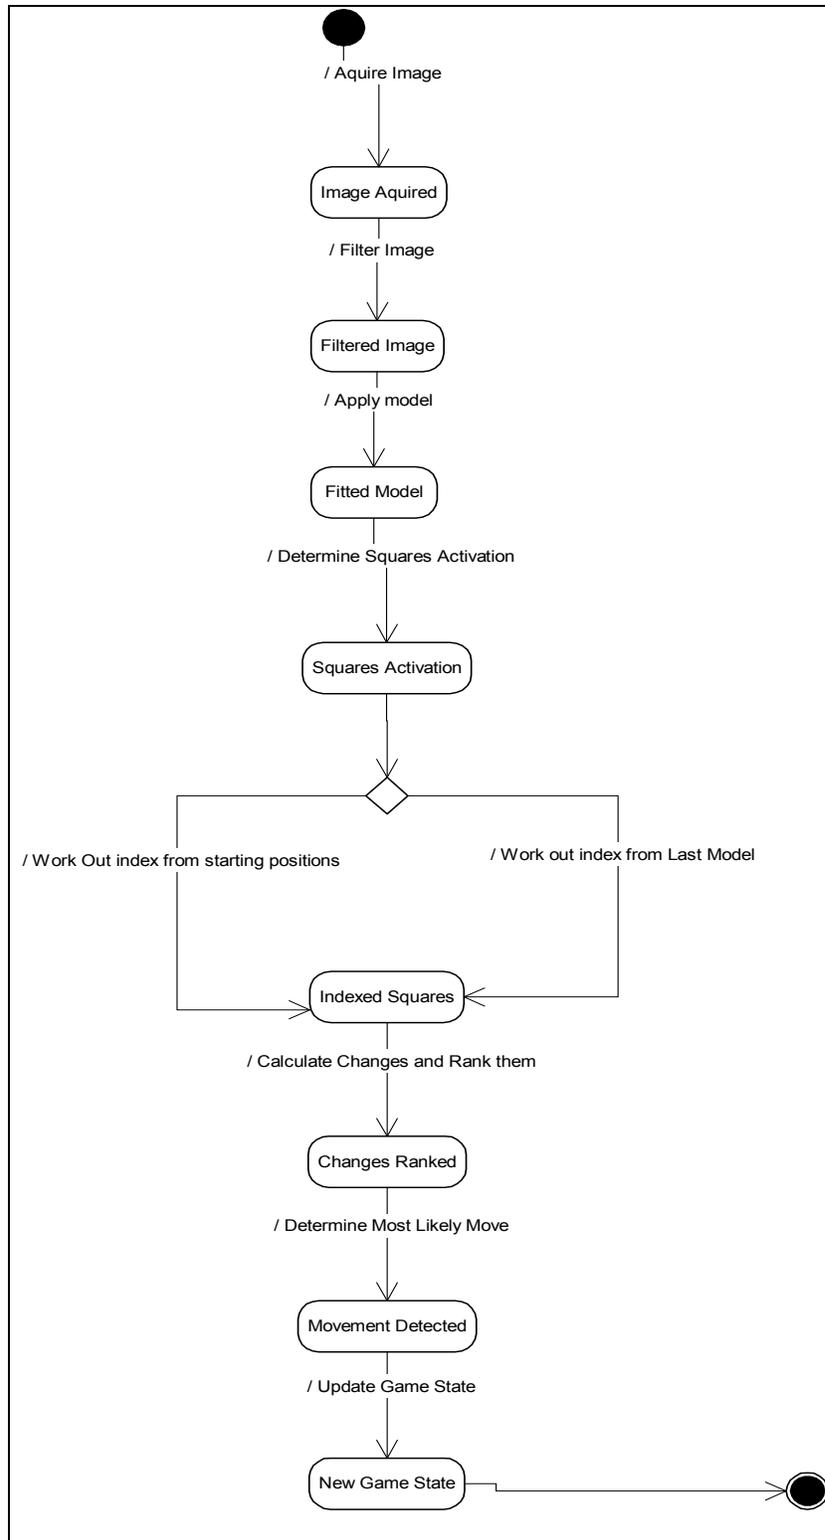 / Aquire Image
Image Aquired
/ Filter Image
Filtered Image
/ Apply model
Fitted Model
/ Determine Squares Activation
Squares Activation
/ Work Out index from starting positions
/ Work out index from Last Model
Indexed Squares
/ Calculate Changes and Rank them
Changes Ranked
/ Determine Most Likely Move
Movement Detected
/ Update Game State
New Game State